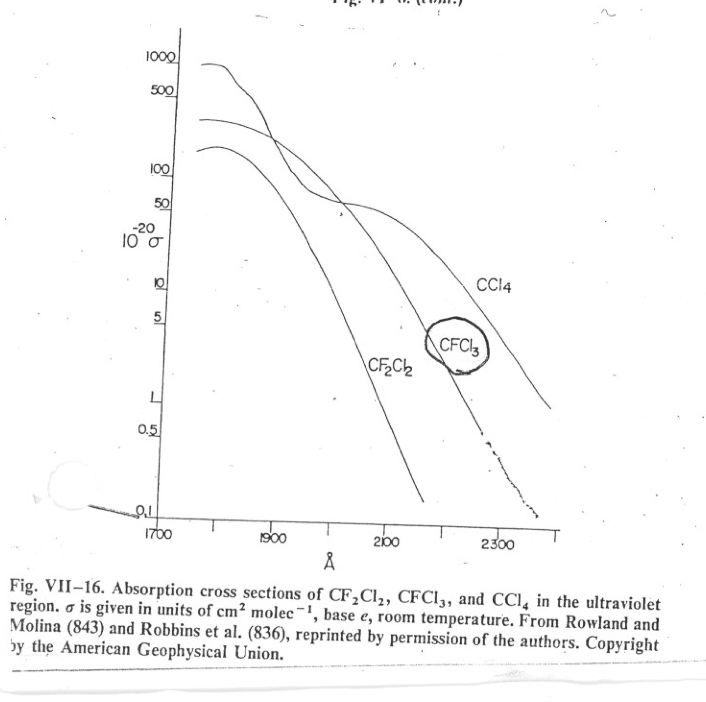 1000
500
100
50
10⁻²⁰ σ
10
5
1
0.5
0.1
CCl4
CFCl3
CF2Cl2
1700 1900 2100 2300
Å
Fig. VII–16. Absorption cross sections of CF₂Cl₂, CFCl₃, and CCl₄ in the ultraviolet
region. σ is given in units of cm² molec⁻¹, base e, room temperature. From Rowland and
Molina (843) and Robbins et al. (836), reprinted by permission of the authors. Copyright
by the American Geophysical Union.